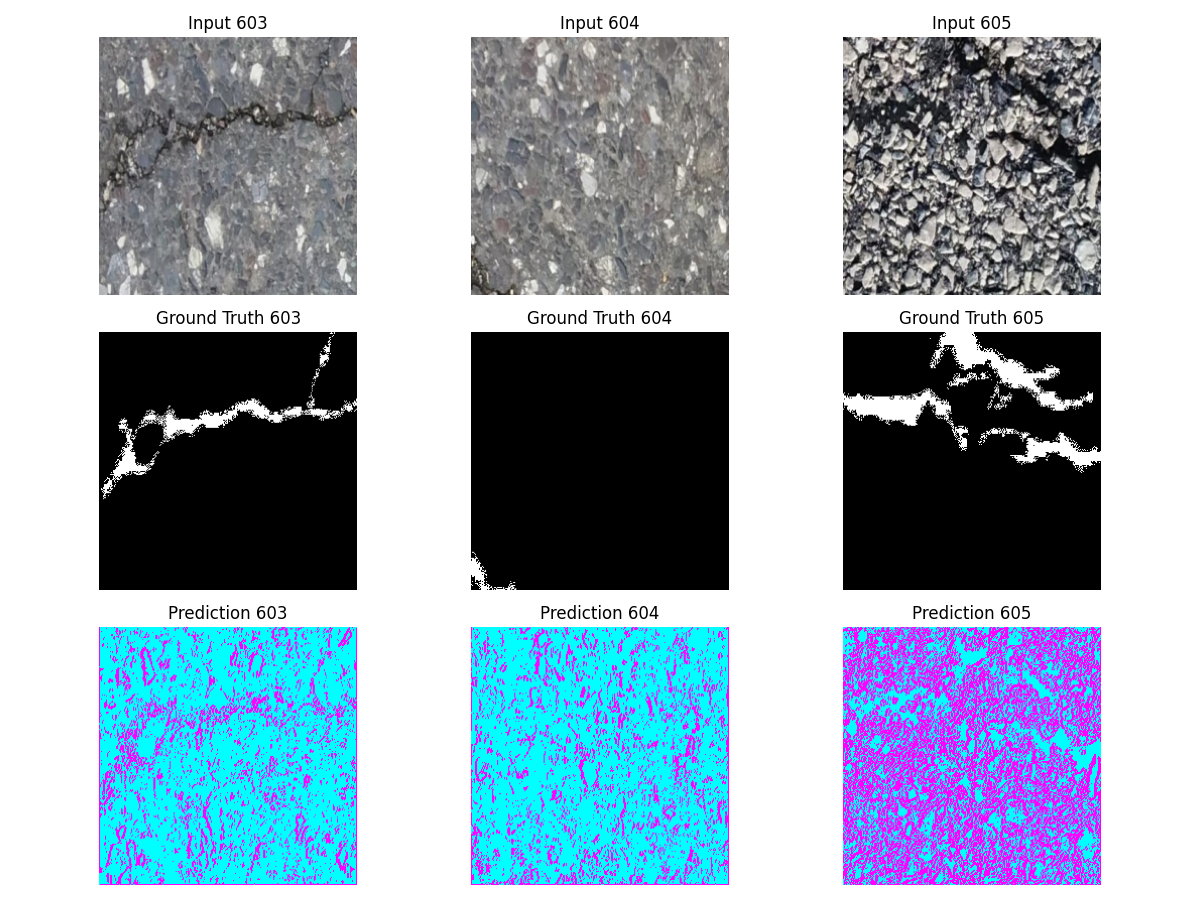 Input 603
Input 604
Input 605
Ground Truth 603
Ground Truth 604
Ground Truth 605
Prediction 603
Prediction 604
Prediction 605